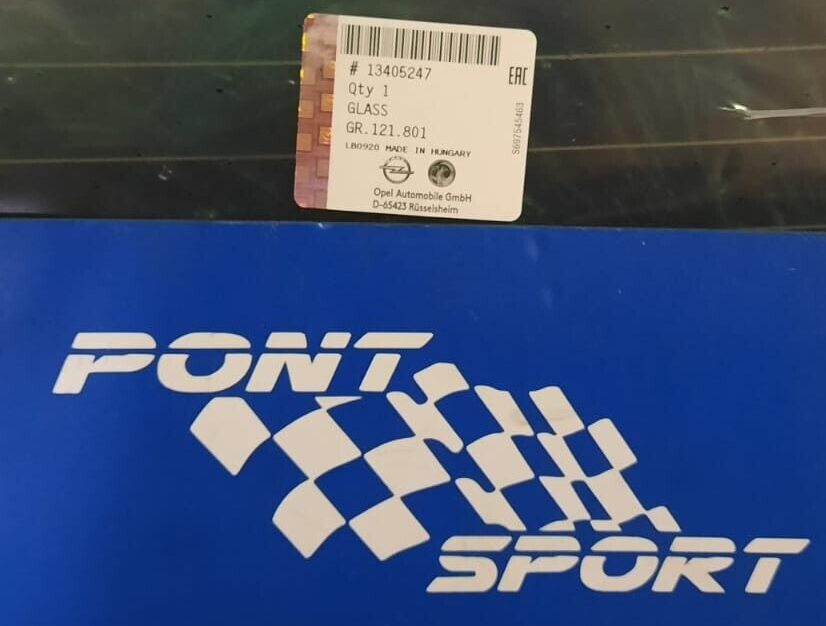 # 13405247
EAC
Qty 1
GLASS
GR.121.801
LB0920 MADE IN HUNGARY
Opel Automobile GmbH
D-65423 Rüsselsheim
S697545463
PONT
SPORT